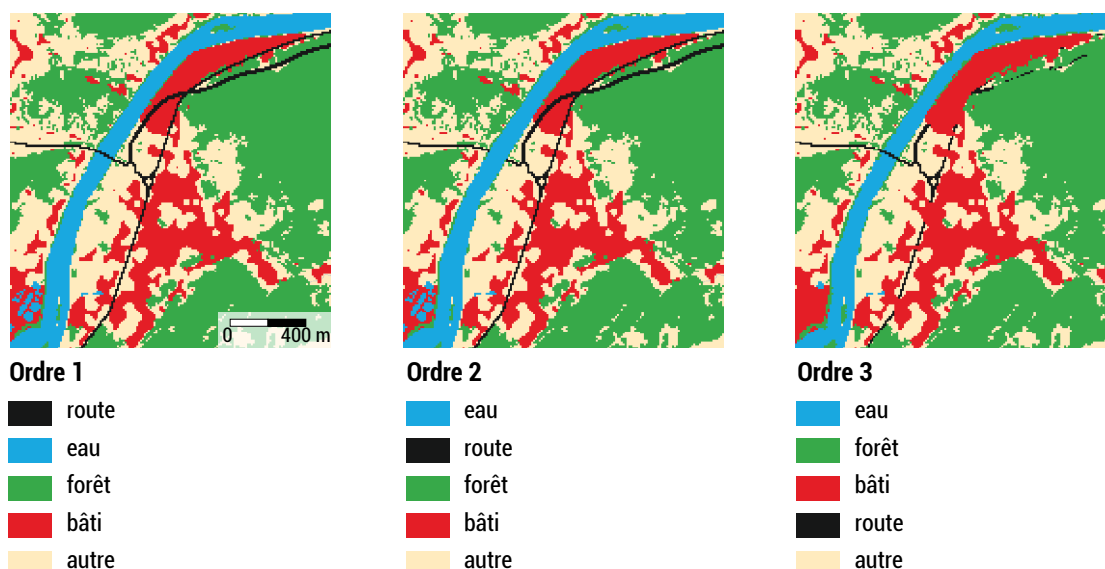 0 400 m
Ordre 1
route
eau
forêt
bâti
autre
Ordre 2
eau
route
forêt
bâti
autre
Ordre 3
eau
forêt
bâti
route
autre